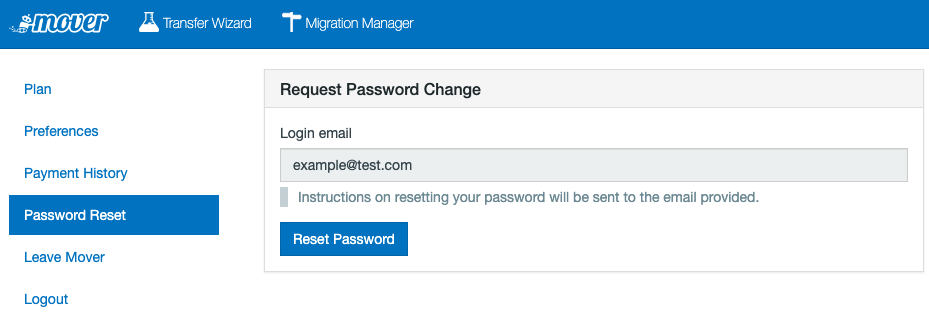 mover Transfer Wizard Migration Manager
Plan
Preferences
Payment History
Password Reset
Leave Mover
Logout
Request Password Change
Login email
example@test.com
Instructions on resetting your password will be sent to the email provided.
Reset Password